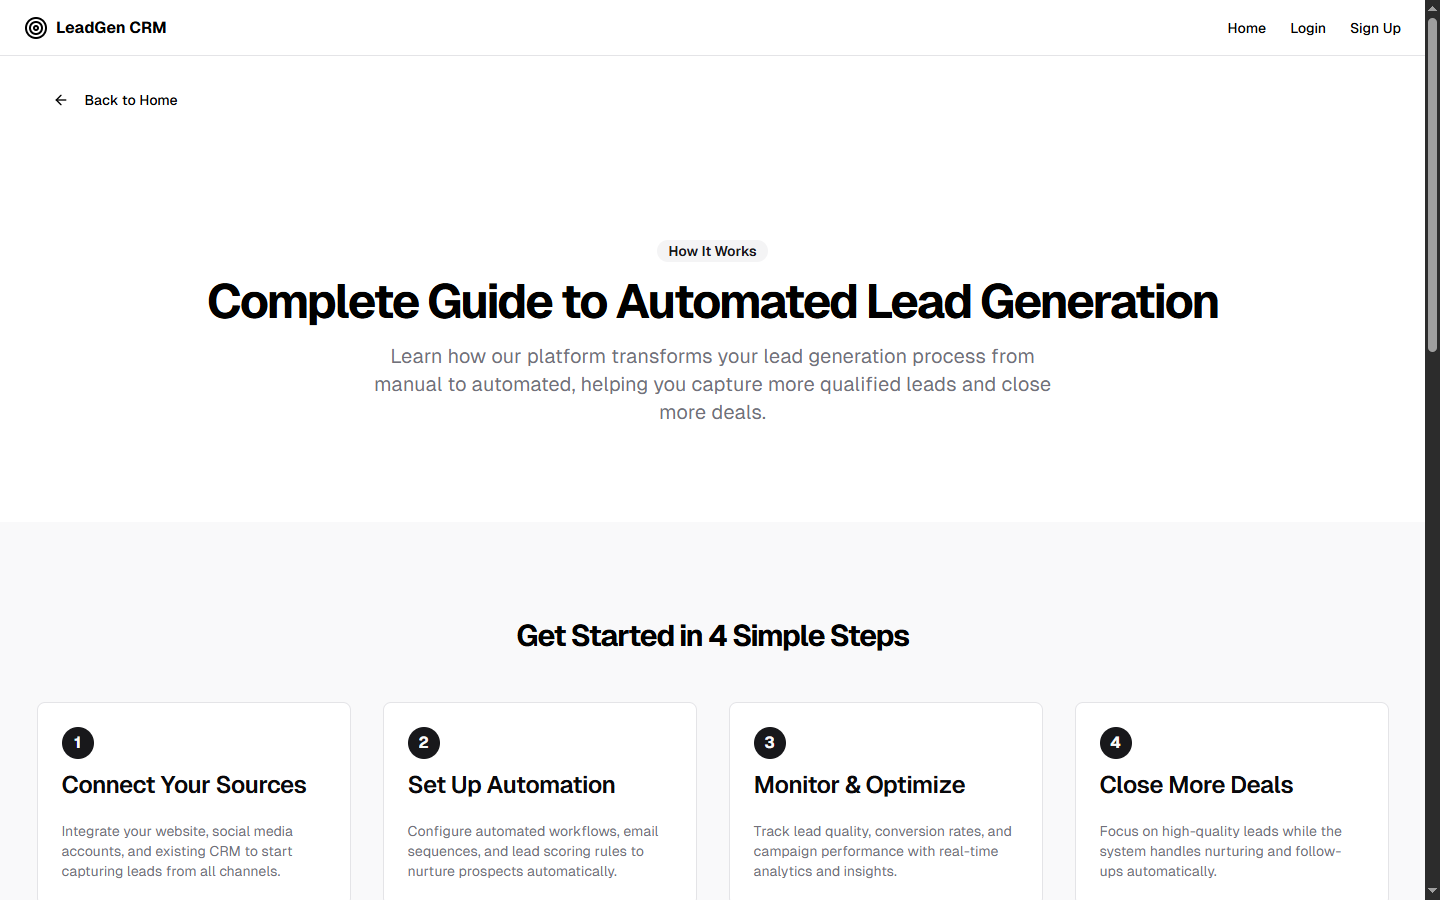 LeadGen CRM
Home
Login
Sign Up
Back to Home
How It Works
Complete Guide to Automated Lead Generation
Learn how our platform transforms your lead generation process from
manual to automated, helping you capture more qualified leads and close
more deals.
Get Started in 4 Simple Steps
1
Connect Your Sources
Integrate your website, social media
accounts, and existing CRM to start
capturing leads from all channels.
2
Set Up Automation
Configure automated workflows, email
sequences, and lead scoring rules to
nurture prospects automatically.
3
Monitor & Optimize
Track lead quality, conversion rates, and
campaign performance with real-time
analytics and insights.
4
Close More Deals
Focus on high-quality leads while the
system handles nurturing and follow-
ups automatically.